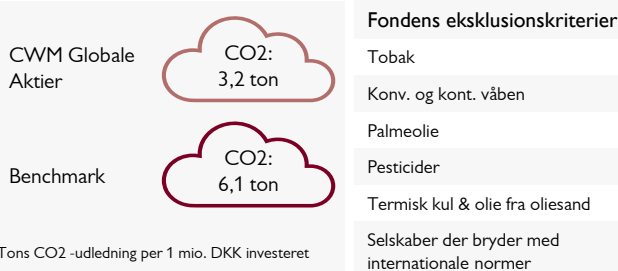 CWM Globale
Aktier
CO2:
3,2 ton
Benchmark
CO2:
6,1 ton
Tons CO2 -udledning per 1 mio. DKK investeret
Fondens eksklusionskriterier
Tobak
Konv. og kont. våben
Palmeolie
Pesticider
Termisk kul & olie fra oliesand
Selskaber der bryder med
internationale normer